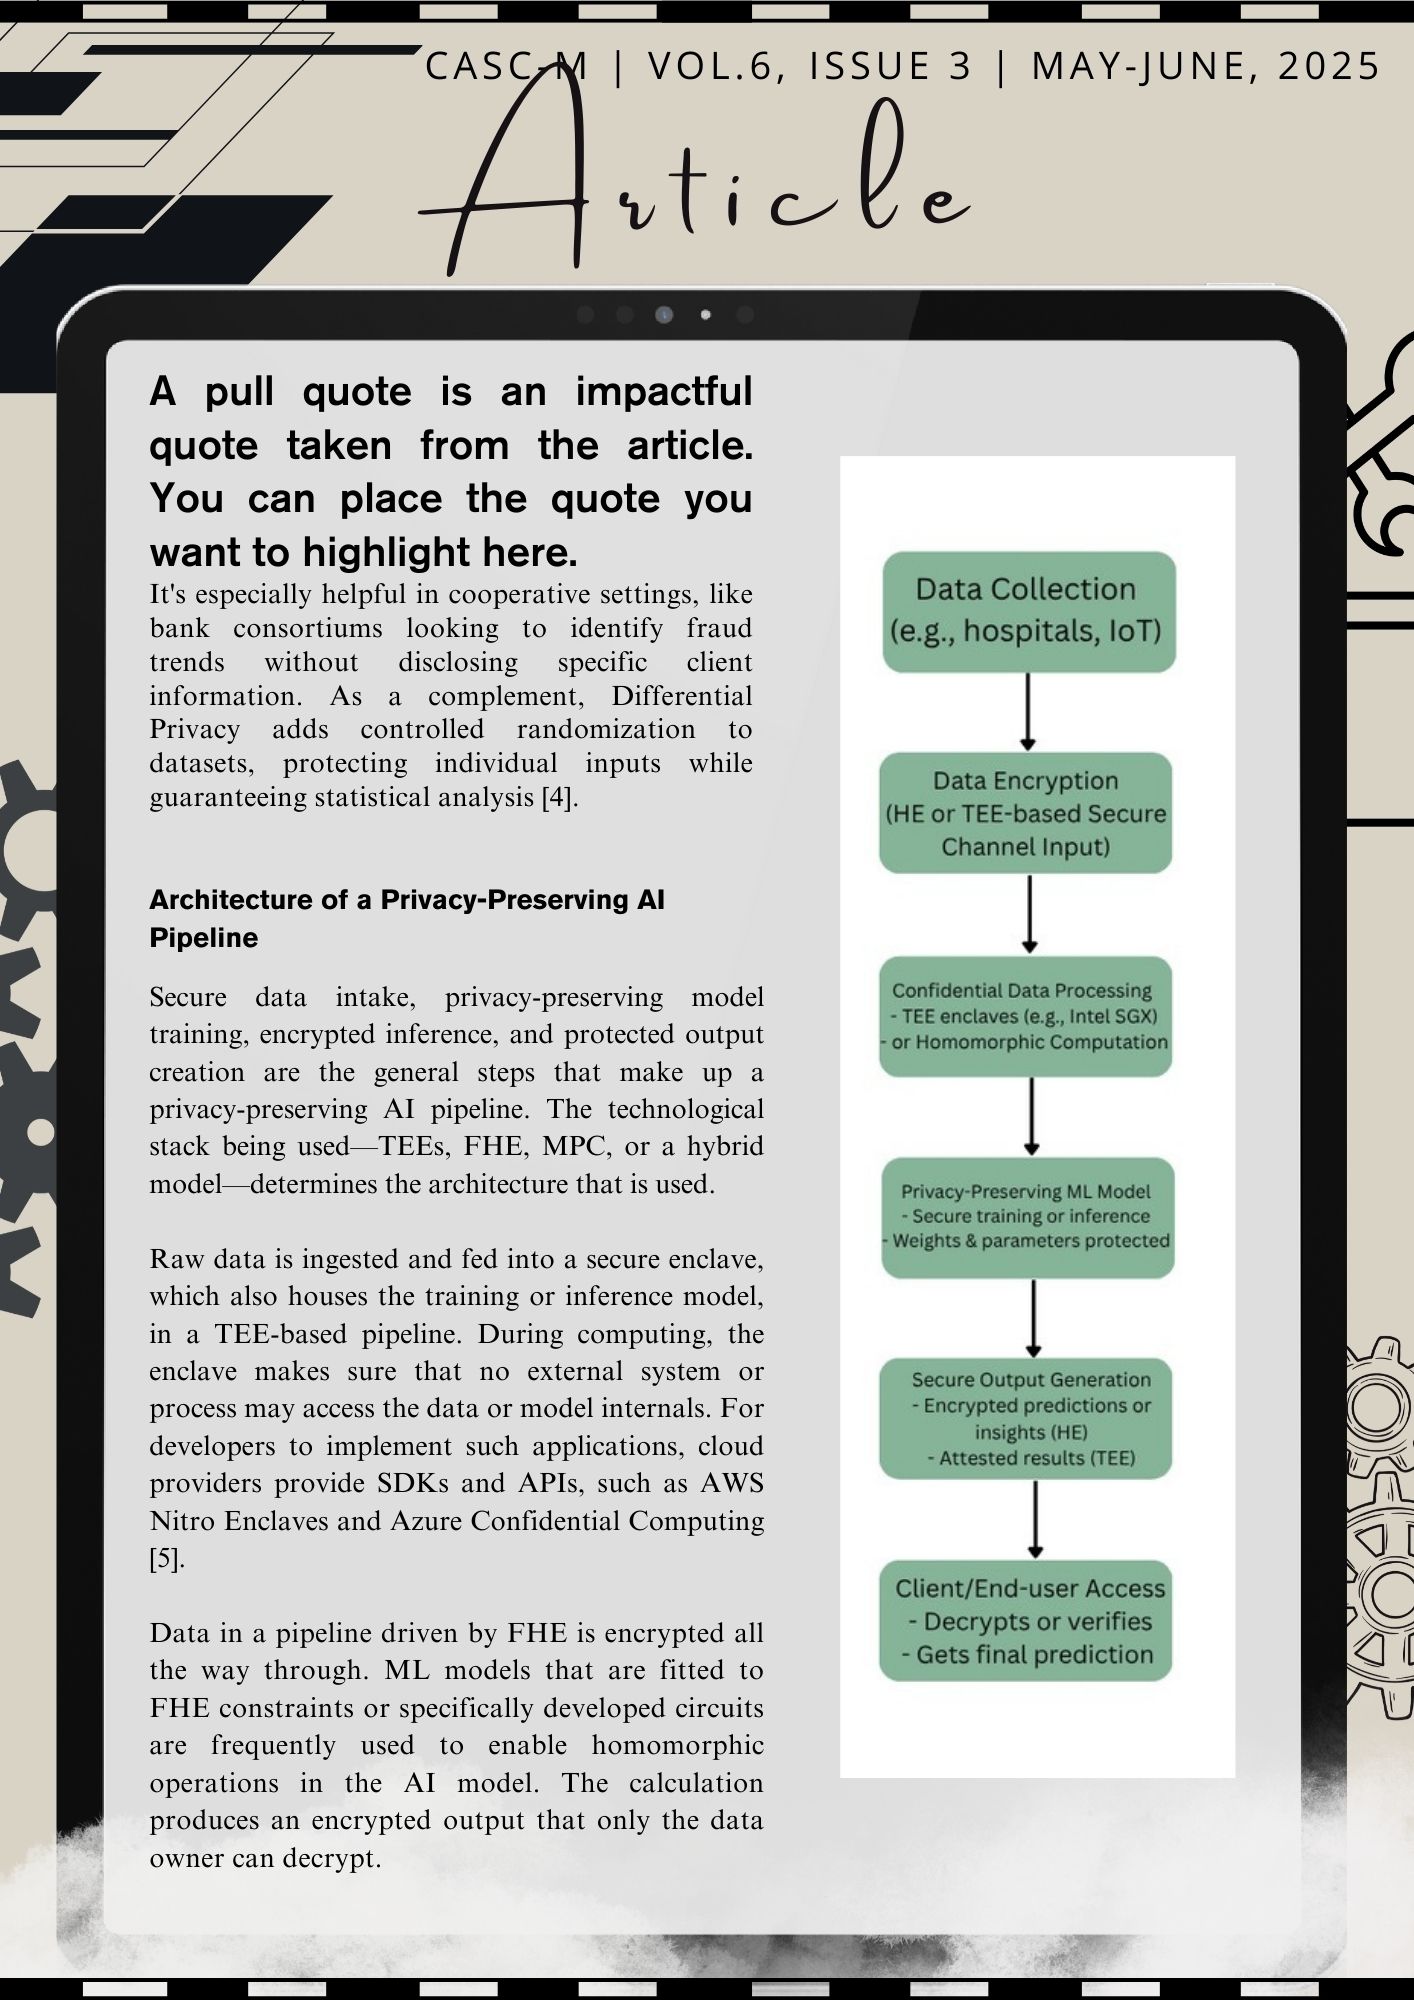 CASC-M | VOL.6, ISSUE 3 | MAY-JUNE, 2025
Article
A pull quote is an impactful
quote taken from the article.
You can place the quote you
want to highlight here.
It's especially helpful in cooperative settings, like
bank consortiums looking to identify fraud
trends without disclosing specific client
information. As a complement, Differential
Privacy adds controlled randomization to
datasets, protecting individual inputs while
guaranteeing statistical analysis [4].
Architecture of a Privacy-Preserving AI
Pipeline
Secure data intake, privacy-preserving model
training, encrypted inference, and protected output
creation are the general steps that make up a
privacy-preserving AI pipeline. The technological
stack being used—TEEs, FHE, MPC, or a hybrid
model—determines the architecture that is used.
Raw data is ingested and fed into a secure enclave,
which also houses the training or inference model,
in a TEE-based pipeline. During computing, the
enclave makes sure that no external system or
process may access the data or model internals. For
developers to implement such applications, cloud
providers provide SDKs and APIs, such as AWS
Nitro Enclaves and Azure Confidential Computing
[5].
Data in a pipeline driven by FHE is encrypted all
the way through. ML models that are fitted to
FHE constraints or specifically developed circuits
are frequently used to enable homomorphic
operations in the AI model. The calculation
produces an encrypted output that only the data
owner can decrypt.
Data Collection
(e.g., hospitals, IoT)
Data Encryption
(HE or TEE-based Secure
Channel Input)
Confidential Data Processing
- TEE enclaves (e.g., Intel SGX)
- or Homomorphic Computation
Privacy-Preserving ML Model
- Secure training or inference
- Weights & parameters protected
Secure Output Generation
- Encrypted predictions or
insights (HE)
- Attested results (TEE)
Client/End-user Access
- Decrypts or verifies
- Gets final prediction